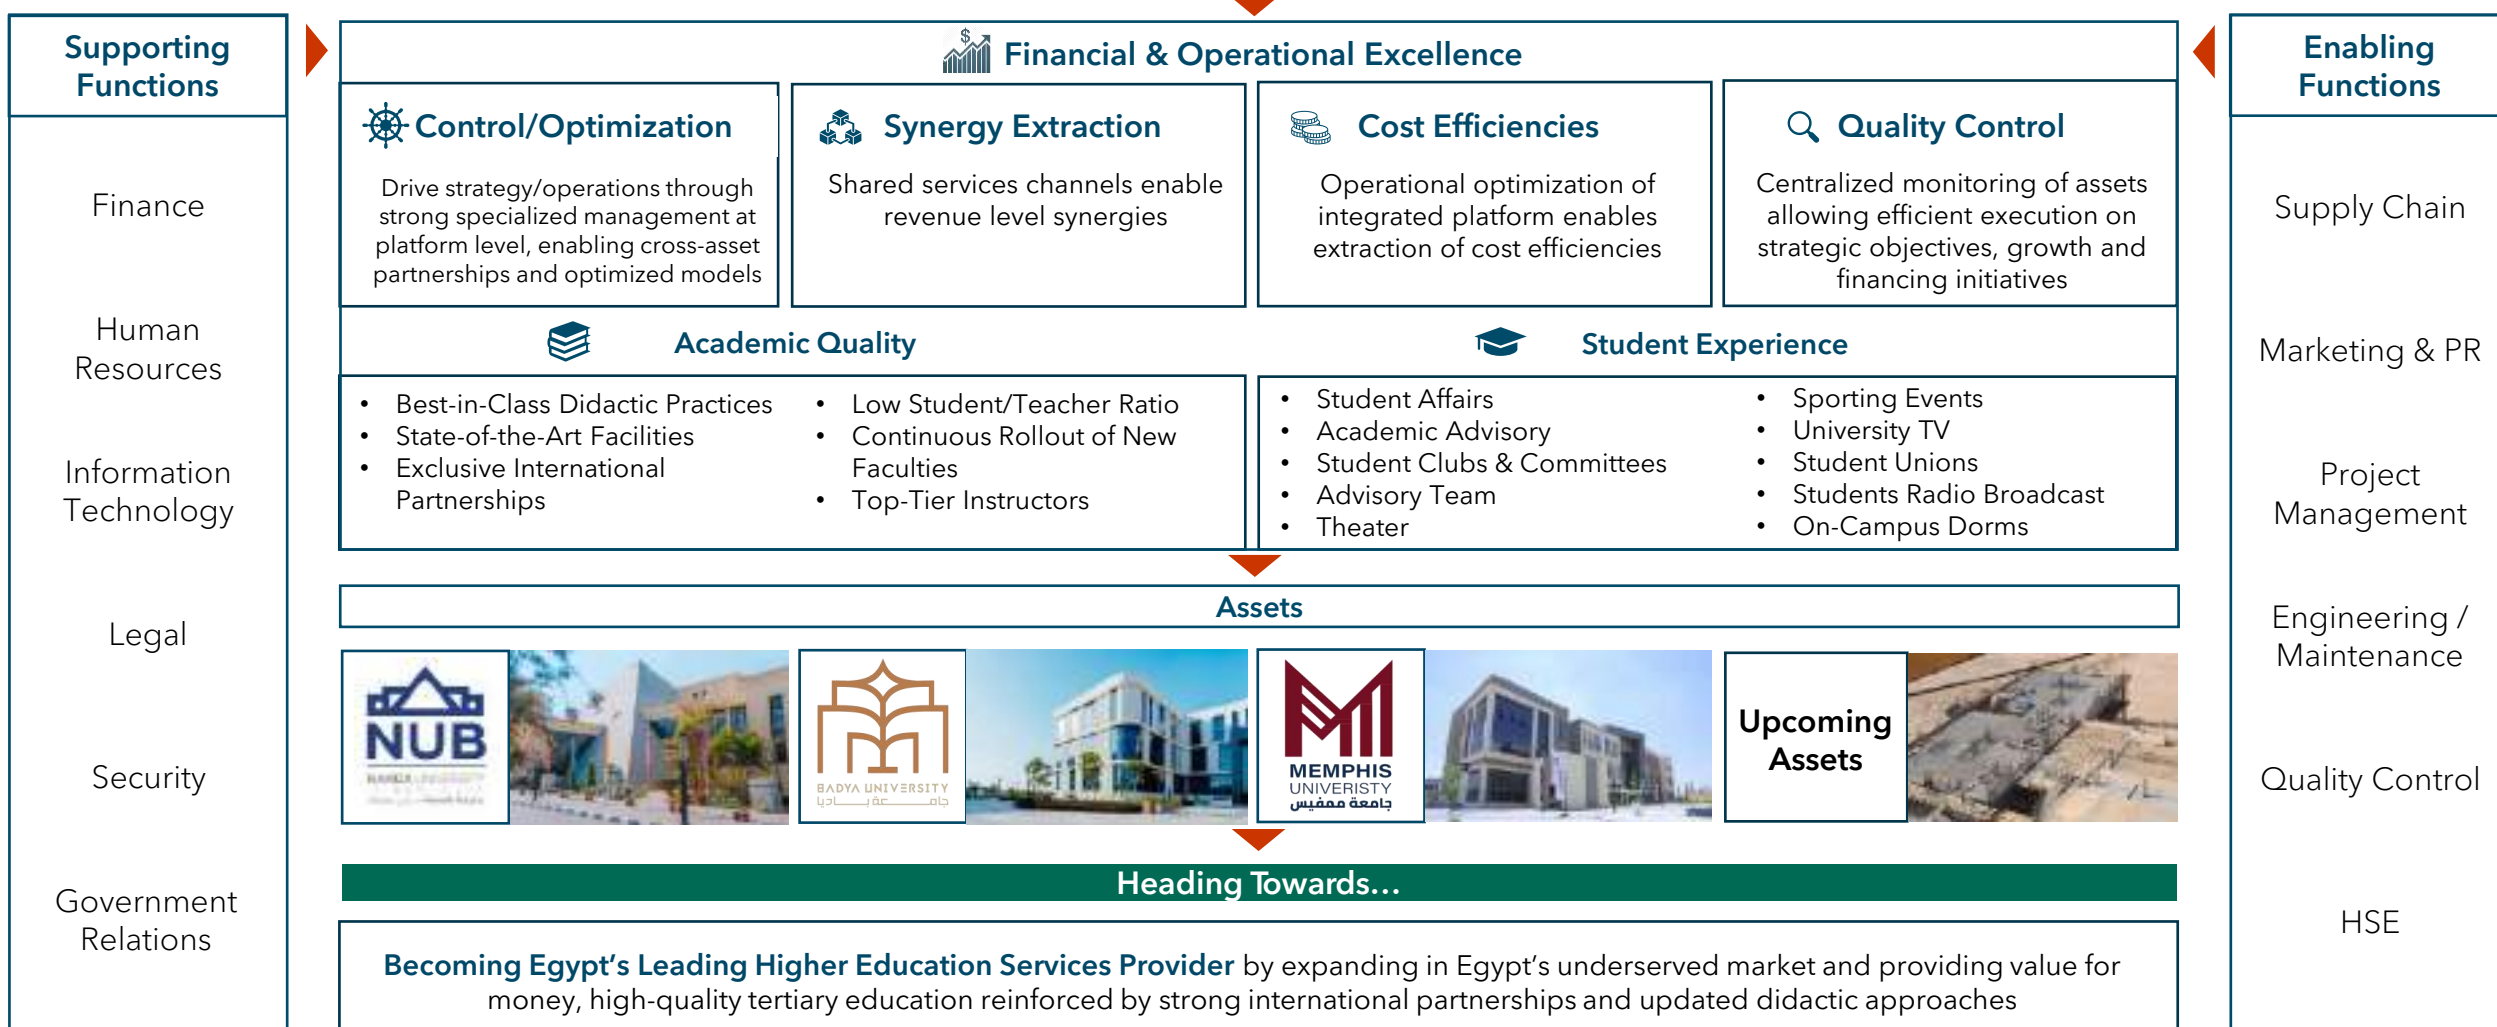 Supporting
Functions
Finance
Human
Resources
Information
Technology
Legal
Security
Government
Relations
$
Financial & Operational Excellence
Control/Optimization
Drive strategy/operations through
strong specialized management at
platform level, enabling cross-asset
partnerships and optimized models
Synergy Extraction
Shared services channels enable
revenue level synergies
Cost Efficiencies
Operational optimization of
integrated platform enables
extraction of cost efficiencies
Quality Control
Centralized monitoring of assets
allowing efficient execution on
strategic objectives, growth and
financing initiatives
Academic Quality
• Best-in-Class Didactic Practices
• State-of-the-Art Facilities
• Exclusive International
Partnerships
• Low Student/Teacher Ratio
• Continuous Rollout of New
Faculties
• Top-Tier Instructors
Student Experience
• Student Affairs
• Academic Advisory
• Student Clubs & Committees
• Advisory Team
• Theater
• Sporting Events
• University TV
• Student Unions
• Students Radio Broadcast
• On-Campus Dorms
Assets
NUB
BADYA UNIVERSITY
جامعة باديا
MEMPHIS
UNIVERISTY
جامعة ممفيس
Upcoming
Assets
Heading Towards…
Becoming Egypt’s Leading Higher Education Services Provider by expanding in Egypt’s underserved market and providing value for
money, high-quality tertiary education reinforced by strong international partnerships and updated didactic approaches
Enabling
Functions
Supply Chain
Marketing & PR
Project
Management
Engineering /
Maintenance
Quality Control
HSE